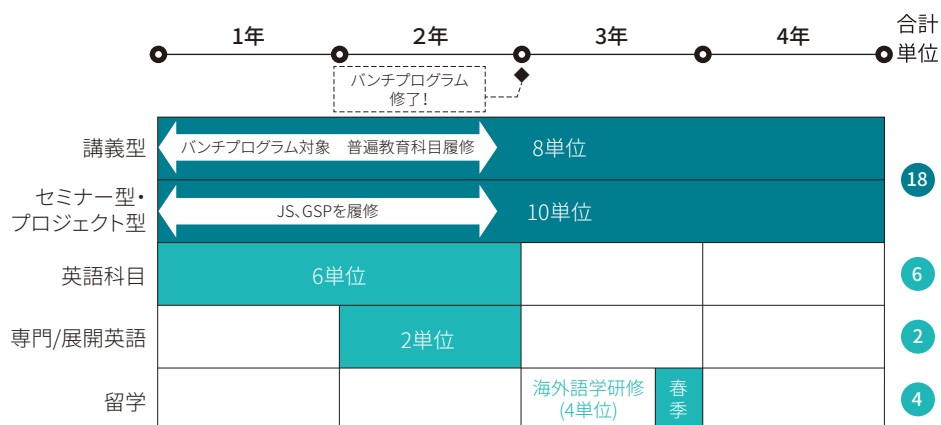 1年 2年 3年 4年
合計
単位
バンチプログラム
修了!
講義型
バンチプログラム対象 普遍教育科目履修
8単位
18
セミナー型・
プロジェクト型
JS、GSPを履修
10単位
英語科目
6単位
6
専門/展開英語
2単位
2
留学
海外語学研修
(4単位)
春
季
4